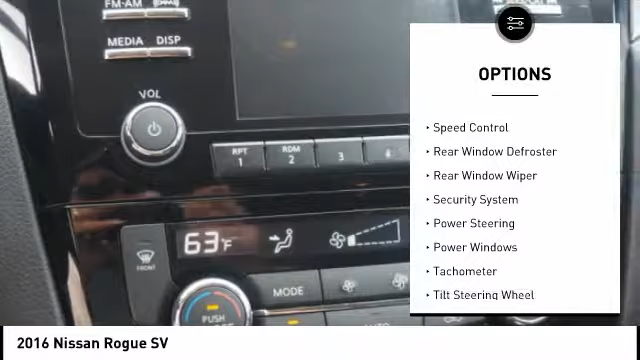 FM-AM
MEDIA DISP
VOL
RPT
1
RDM
2
3
4
63°F
FRONT
MODE
PUSH
OPTIONS
‣ Speed Control
‣ Rear Window Defroster
‣ Rear Window Wiper
‣ Security System
‣ Power Steering
‣ Power Windows
‣ Tachometer
‣ Tilt Steering Wheel
2016 Nissan Rogue SV